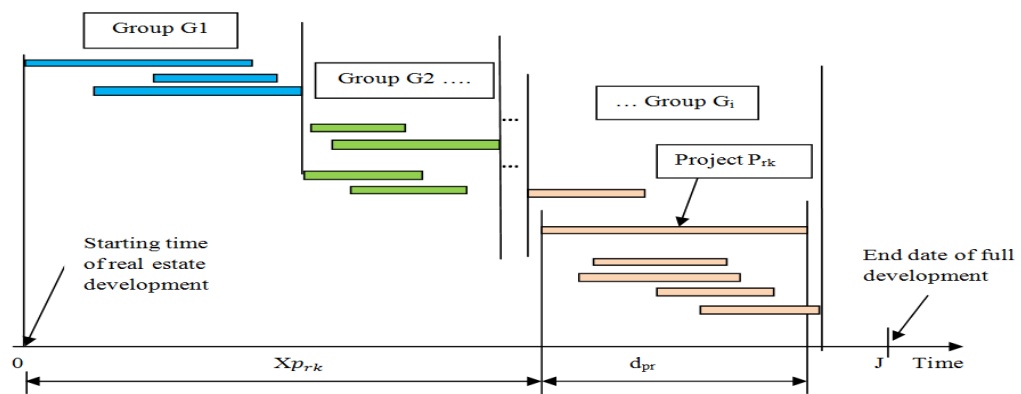 Group G1
Group G2 ....
... Group Gi
...
...
Project Prk
Starting time
of real estate
development
End date of full
development
0
Xprk
dpr
J
Time